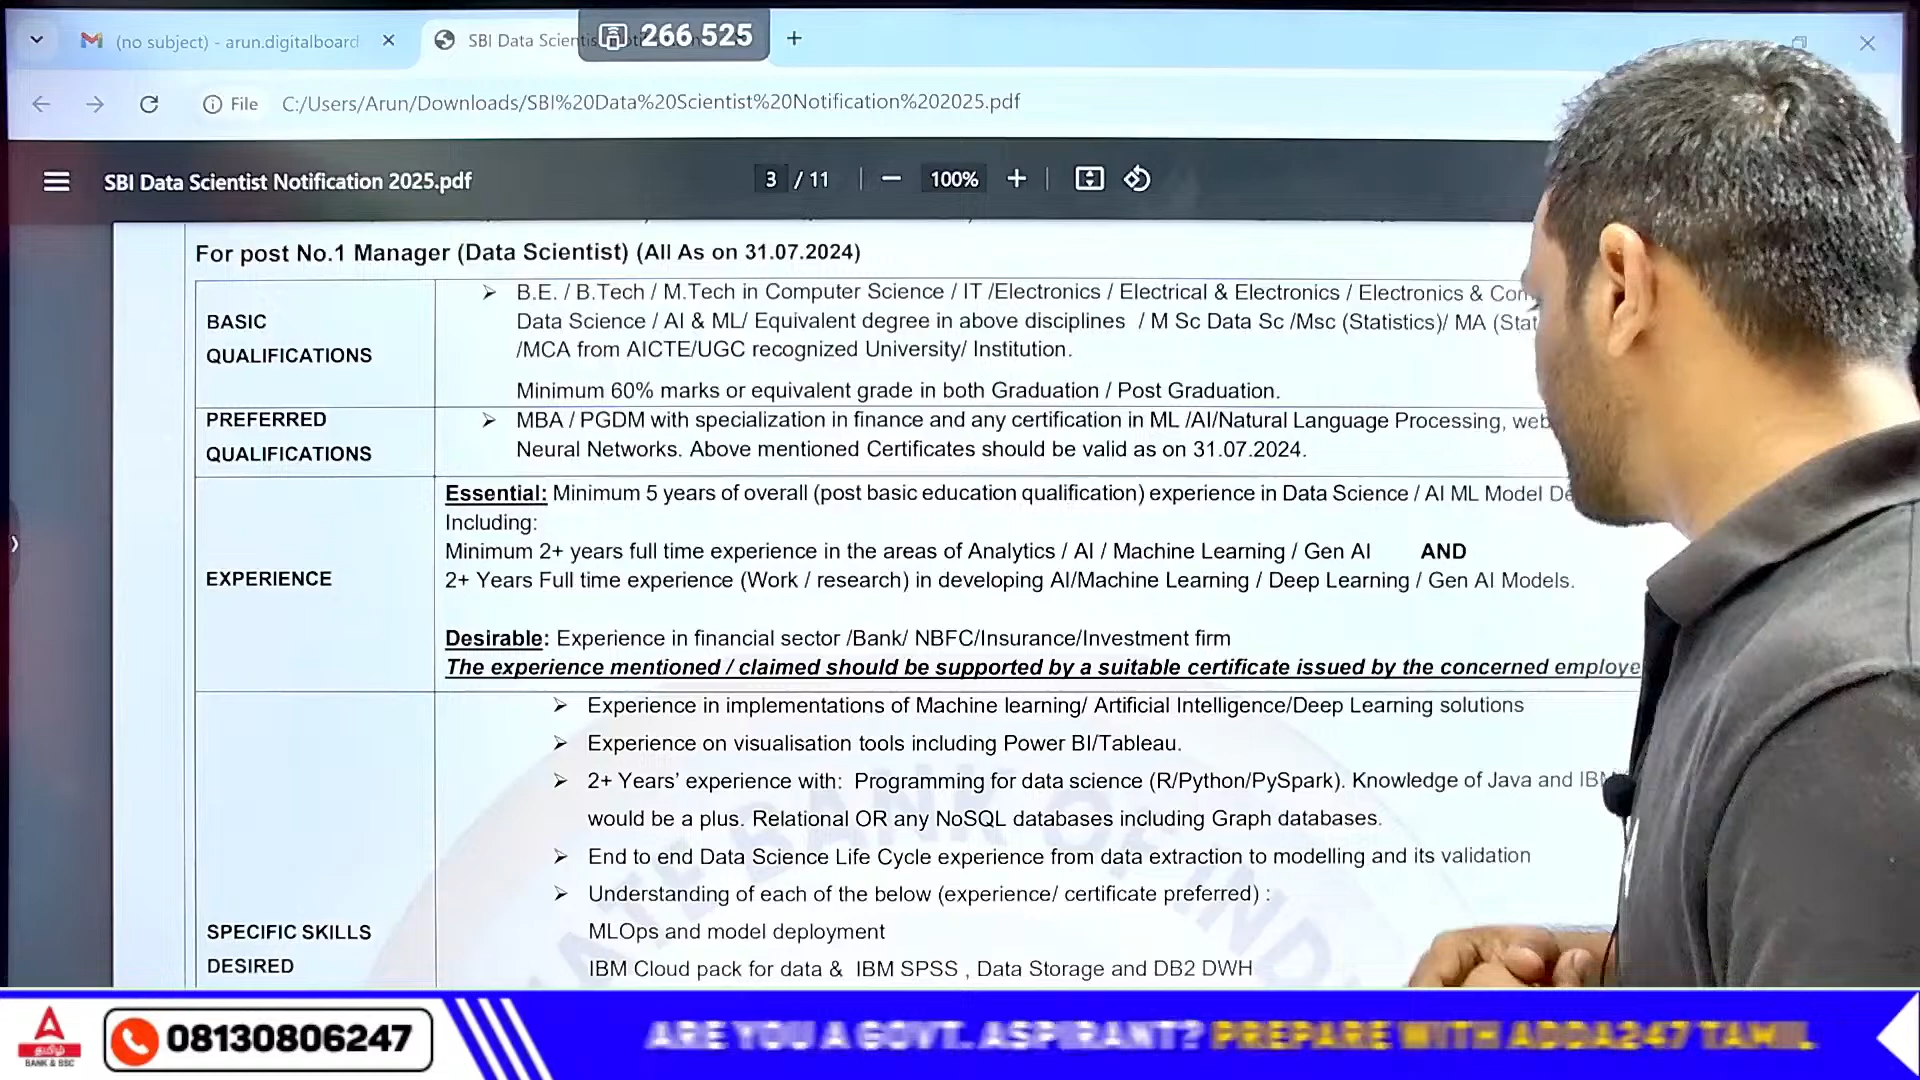 (no subject) - arun.digitalboard
SBI Data Scien
266 525
File
C:/Users/Arun/Downloads/SBI%20Data%20Scientist%20Notification%202025.pdf
SBI Data Scientist Notification 2025.pdf
3 / 11
100%
For post No.1 Manager (Data Scientist) (All As on 31.07.2024)
BASIC QUALIFICATIONS
➢ B.E. / B.Tech / M.Tech in Computer Science / IT /Electronics / Electrical & Electronics / Electronics &
Data Science / AI & ML/ Equivalent degree in above disciplines / M Sc Data Sc /Msc (Statistics)/ MA
/MCA from AICTE/UGC recognized University/ Institution.
Minimum 60% marks or equivalent grade in both Graduation / Post Graduation.
PREFERRED QUALIFICATIONS
➢ MBA / PGDM with specialization in finance and any certification in ML /AI/Natural Language Processing, web
Neural Networks. Above mentioned Certificates should be valid as on 31.07.2024.
EXPERIENCE
Essential: Minimum 5 years of overall (post basic education qualification) experience in Data Science / AI ML Model
Including:
Minimum 2+ years full time experience in the areas of Analytics / AI / Machine Learning / Gen AI AND
2+ Years Full time experience (Work / research) in developing AI/Machine Learning / Deep Learning / Gen AI Models.
Desirable: Experience in financial sector /Bank/ NBFC/Insurance/Investment firm
The experience mentioned / claimed should be supported by a suitable certificate issued by the concerned employe
SPECIFIC SKILLS DESIRED
➢ Experience in implementations of Machine learning/ Artificial Intelligence/Deep Learning solutions
➢ Experience on visualisation tools including Power BI/Tableau.
➢ 2+ Years' experience with: Programming for data science (R/Python/PySpark). Knowledge of Java and IBM
would be a plus. Relational OR any NoSQL databases including Graph databases.
➢ End to end Data Science Life Cycle experience from data extraction to modelling and its validation
➢ Understanding of each of the below (experience/ certificate preferred) :
MLOps and model deployment
IBM Cloud pack for data & IBM SPSS , Data Storage and DB2 DWH
தமிழ்
BANK & SSC
08130806247
ARE YOU A GOVT. ASPIRANT? PREPARE WITH ADDA247 TAMIL